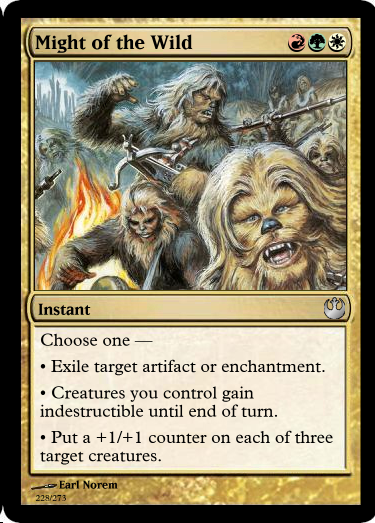 Might of the Wild
Instant
Choose one —
• Exile target artifact or enchantment.
• Creatures you control gain
indestructible until end of turn.
• Put a +1/+1 counter on each of three
target creatures.
Earl Norem
228/273